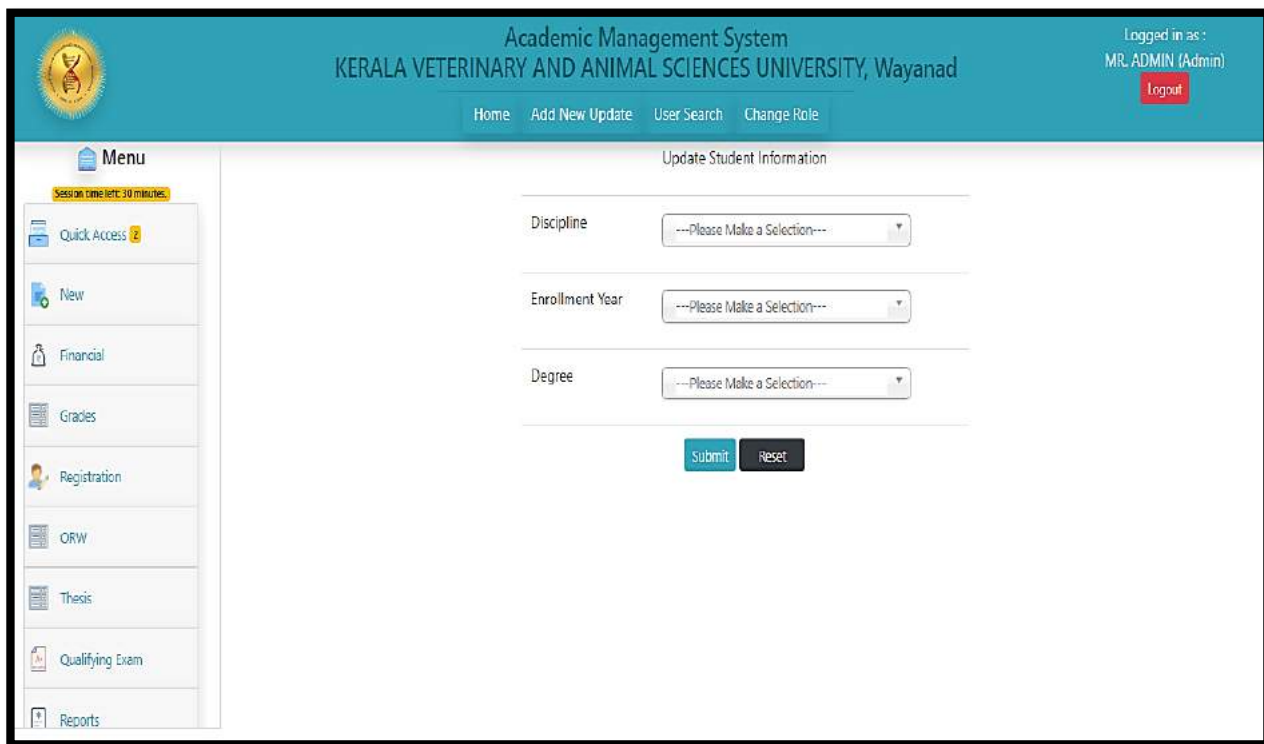 Academic Management System
KERALA VETERINARY AND ANIMAL SCIENCES UNIVERSITY, Wayanad
Home Add New Update User Search Change Role
Logged in as :
MR. ADMIN (Admin)
Logout
Menu
Session time left: 30 minutes.
Quick Access 2
New
Financial
Grades
Registration
ORW
Thesis
Qualifying Exam
Reports
Update Student Information
Discipline ---Please Make a Selection---
Enrollment Year ---Please Make a Selection---
Degree ---Please Make a Selection---
Submit Reset